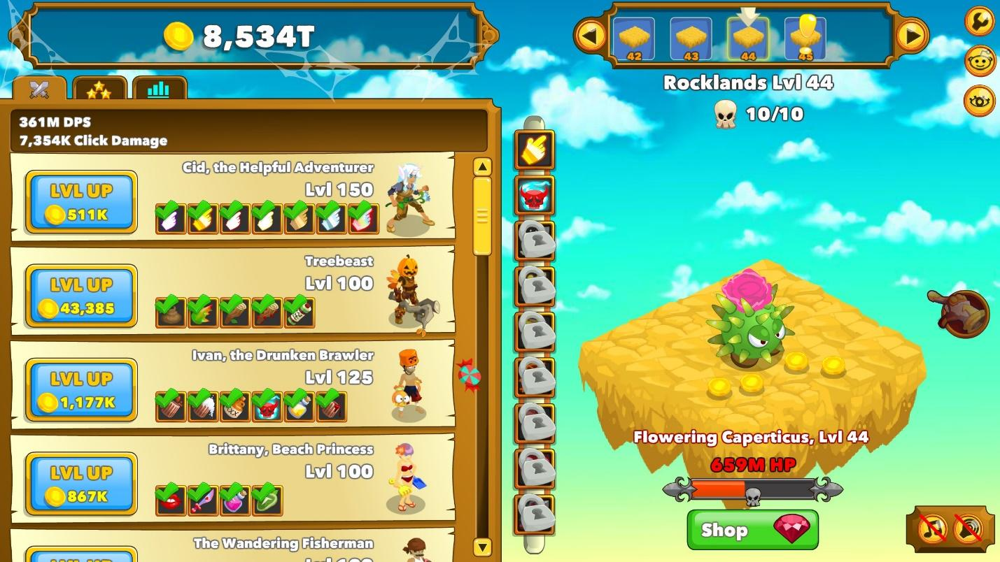 8,534T
42
43
44
45
Rocklands Lvl 44
10/10
361M DPS
7,354K Click Damage
Cid, the Helpful Adventurer
Lvl 150
LVL UP
511K
Treebeast
Lvl 100
LVL UP
43,385
Ivan, the Drunken Brawler
Lvl 125
LVL UP
1,177K
Brittany, Beach Princess
Lvl 100
LVL UP
867K
The Wandering Fisherman
Flowering Caperticus, Lvl 44
659M HP
Shop